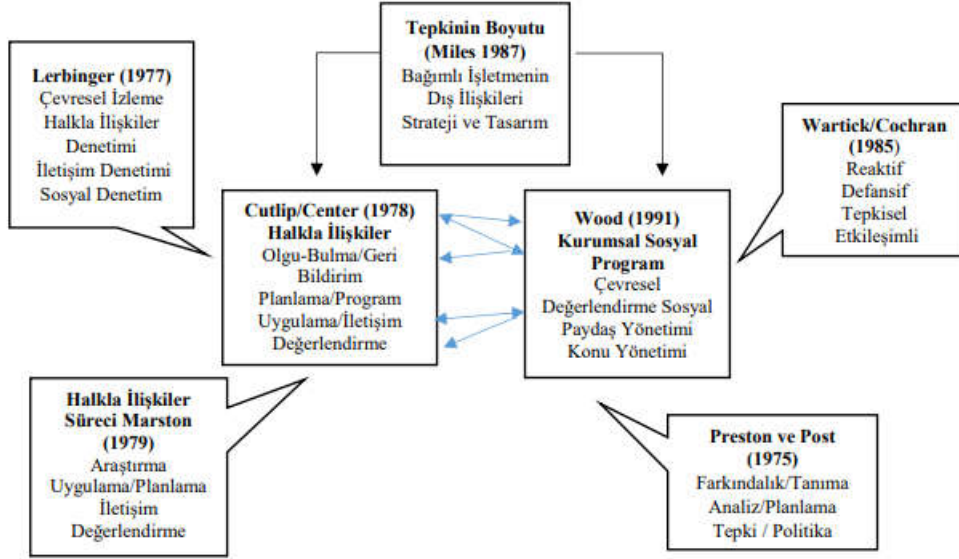 Tepkinin Boyutu
(Miles 1987)
Bağımlı İşletmenin
Dış İlişkileri
Strateji ve Tasarım
Lerbinger (1977)
Çevresel İzleme
Halkla İlişkiler
Denetimi
İletişim Denetimi
Sosyal Denetim
Wartick/Cochran
(1985)
Reaktif
Defansif
Tepkisel
Etkileşimli
Cutlip/Center (1978)
Halkla İlişkiler
Olgu-Bulma/Geri
Bildirim
Planlama/Program
Uygulama/İletişim
Değerlendirme
Wood (1991)
Kurumsal Sosyal
Program
Çevresel
Değerlendirme Sosyal
Paydaş Yönetimi
Konu Yönetimi
Halkla İlişkiler
Süreci Marston
(1979)
Araştırma
Uygulama/Planlama
İletişim
Değerlendirme
Preston ve Post
(1975)
Farkındalık/Tanıma
Analiz/Planlama
Tepki / Politika